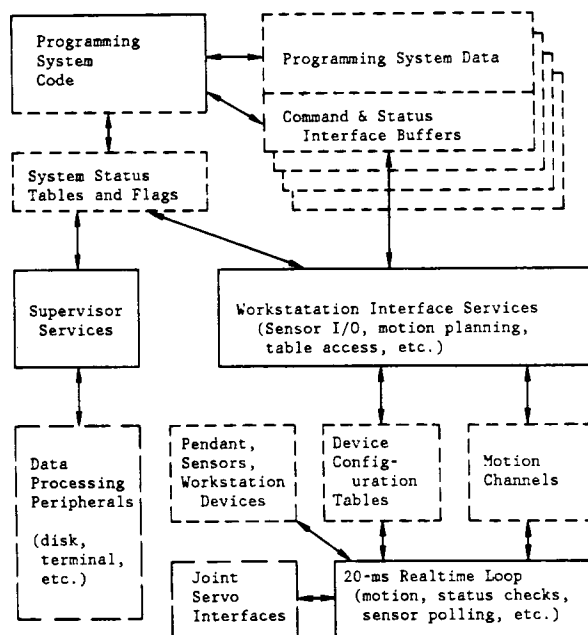 Programming
System
Code
Programming System Data
Command & Status
Interface Buffers
System Status
Tables and Flags
Supervisor
Services
Workstatation Interface Services
(Sensor I/O, motion planning,
table access, etc.)
Data
Processing
Peripherals
(disk,
terminal,
etc.)
Pendant,
Sensors,
Workstation
Devices
Device
Config-
uration
Tables
Motion
Channels
Joint
Servo
Interfaces
20-ms Realtime Loop
(motion, status checks,
sensor polling, etc.)